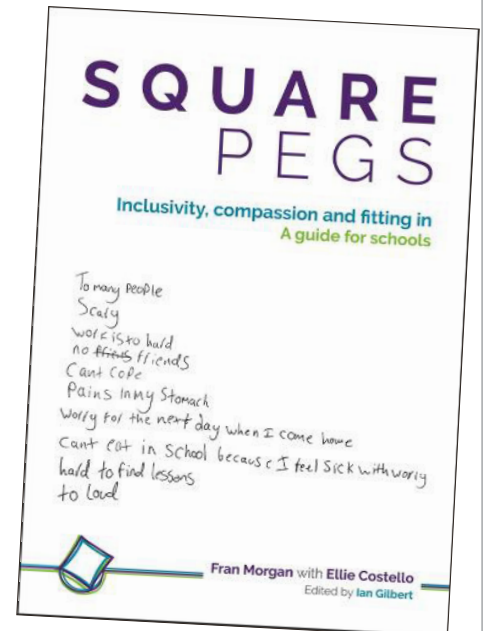 SQUARE
PEGS
Inclusivity, compassion and fitting in
A guide for schools
To many people
Scary
work is to hard
no friends friends
Cant cope
Pains in my Stomach
Worry for the next day when I come home
Cant eat in School because I feel sick with worry
hard to find lessons
to loud
Fran Morgan with Ellie Costello
Edited by Ian Gilbert